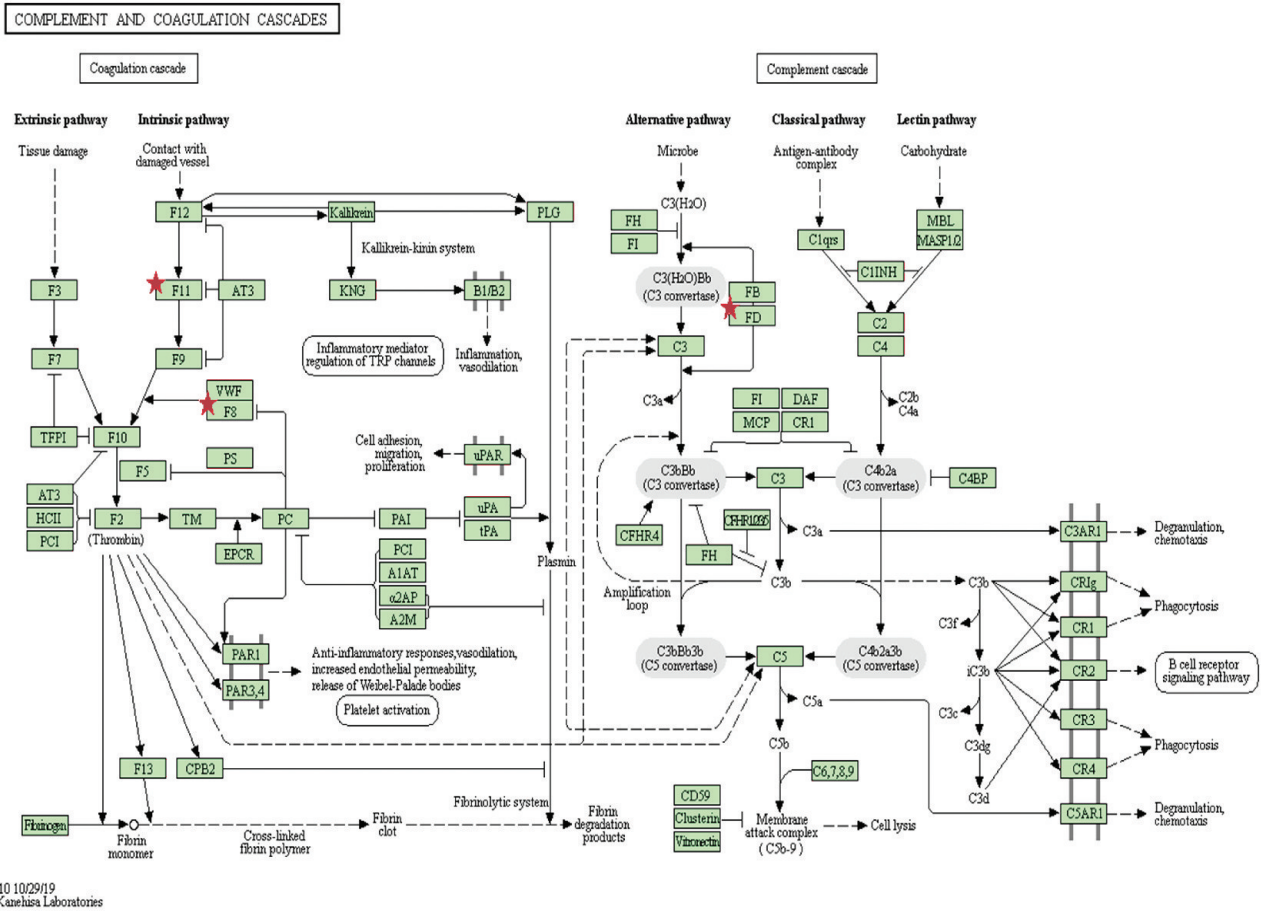 COMPLEMENT AND COAGULATION CASCADES
Coagulation cascade
Complement cascade
Extrinsic pathway
Intrinsic pathway
Alternative pathway
Classical pathway
Lectin pathway
Tissue damage
Contact with
damaged vessel
Microbe
Antigen-antibody
complex
Carbohydrate
F12
Kallikrein
PLG
C3(H2O)
FH
FI
C1qrs
MBL
MASP1/2
Kallikrein-kinin system
C1INH
F3
F11
AT3
KNG
B1/B2
C3(H2O)Bb
(C3 convertase)
FB
FD
C2
C4
F7
F9
Inflammatory mediator
regulation of TRP channels
Inflammation,
vasodilation
C3
VWF
F8
C3a
FI
DAF
MCP
CR1
C2b
C4a
TFPI
F10
F5
PS
Cell adhesion,
migration,
proliferation
uPAR
C3bBb
(C3 convertase)
C3
C4b2a
(C3 convertase)
C4BP
AT3
HCII
PCI
F2
(Thrombin)
TM
PC
PAI
uPA
tPA
EPCR
CFHR4
FH
C3a
C3AR1
Degranulation,
chemotaxis
PCI
A1AT
α2AP
A2M
Plasmin
Amplification
loop
C3b
C3b
CRIg
Phagocytosis
C3f
CR1
PAR1
PAR3,4
Anti-inflammatory responses,vasodilation,
increased endothelial permeability,
release of Weibel-Palade bodies
Platelet activation
C3bBb3b
(C5 convertase)
C5
C4b2a3b
(C5 convertase)
iC3b
CR2
B cell receptor
signaling pathway
C5a
C3c
CR3
C5b
C3dg
Phagocytosis
F13
CPB2
C6,7,8,9
CR4
C3d
Fibrinolytic system
CD59
Clusterin
Vitronectin
Membrane
attack complex
(C5b-9)
Cell lysis
C5AR1
Degranulation,
chemotaxis
Fibrinogen
Fibrin
monomer
Cross-linked
fibrin polymer
Fibrin
clot
Fibrin
degradation
products
10 10/29/19
Kanehisa Laboratories